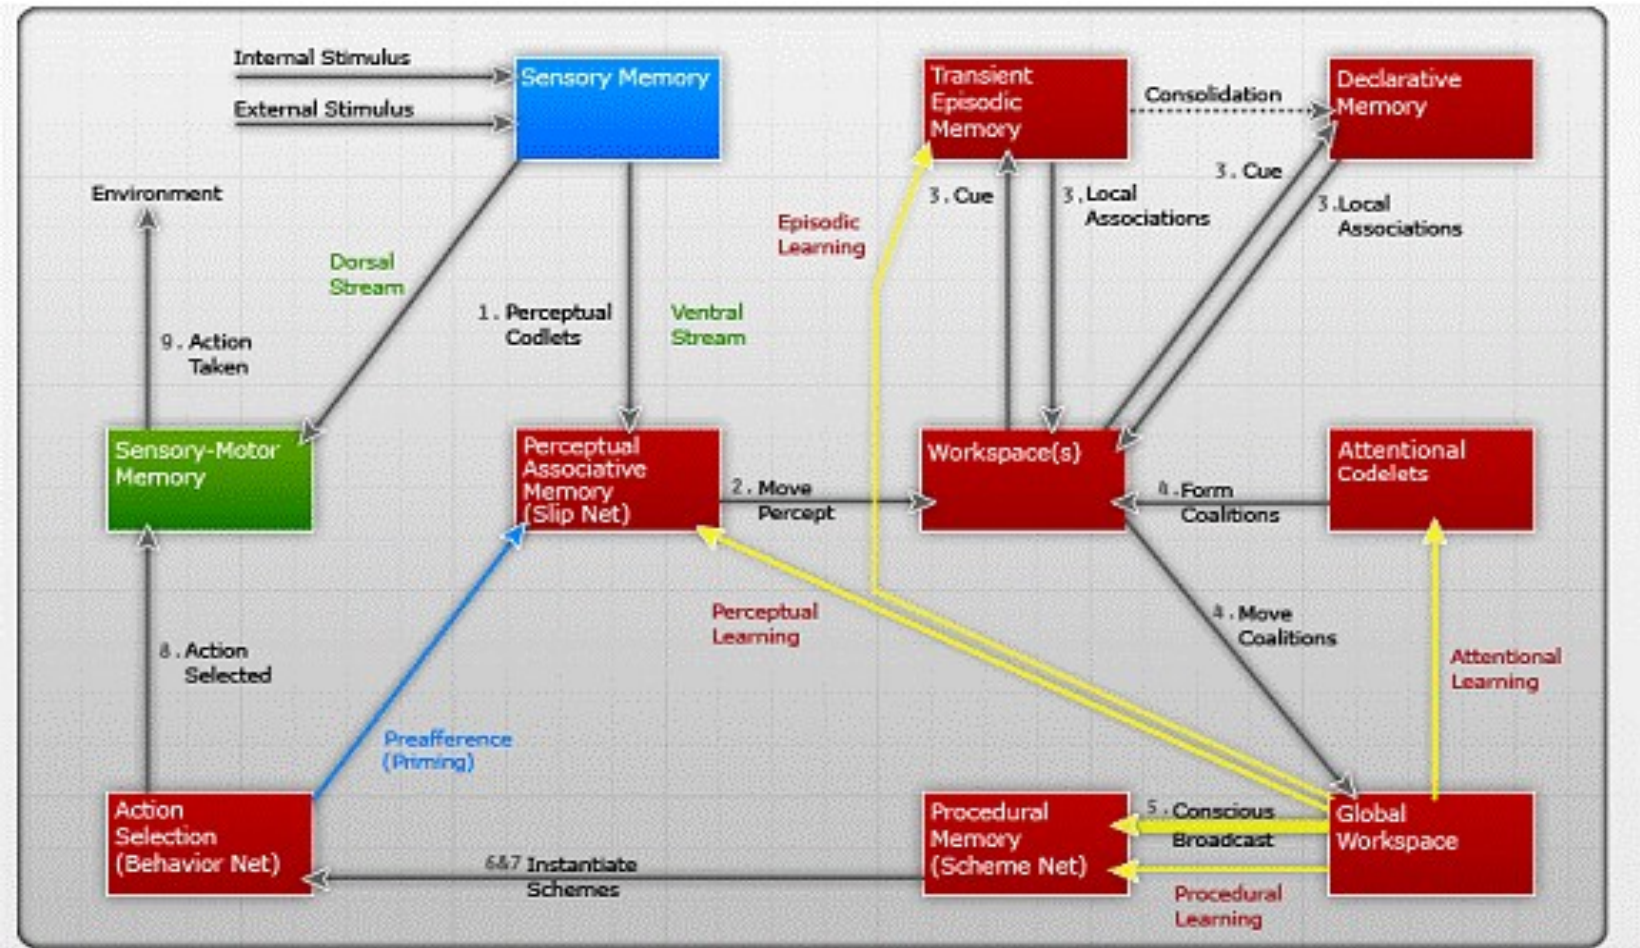 Internal Stimulus
External Stimulus
Sensory Memory
Transient
Episodic
Memory
Consolidation
Declarative
Memory
Environment
Dorsal
Stream
9. Action
Taken
1. Perceptual
Codlets
Ventral
Stream
Episodic
Learning
3. Cue
3. Local
Associations
3. Cue
3. Local
Associations
Sensory-Motor
Memory
Perceptual
Associative
Memory
(Slip Net)
2. Move
Percept
Workspace(s)
4. Form
Coalitions
Attentional
Codelets
8. Action
Selected
Preafference
(Priming)
Perceptual
Learning
4. Move
Coalitions
Attentional
Learning
Action
Selection
(Behavior Net)
6&7 Instantiate
Schemes
Procedural
Memory
(Scheme Net)
5. Conscious
Broadcast
Procedural
Learning
Global
Workspace